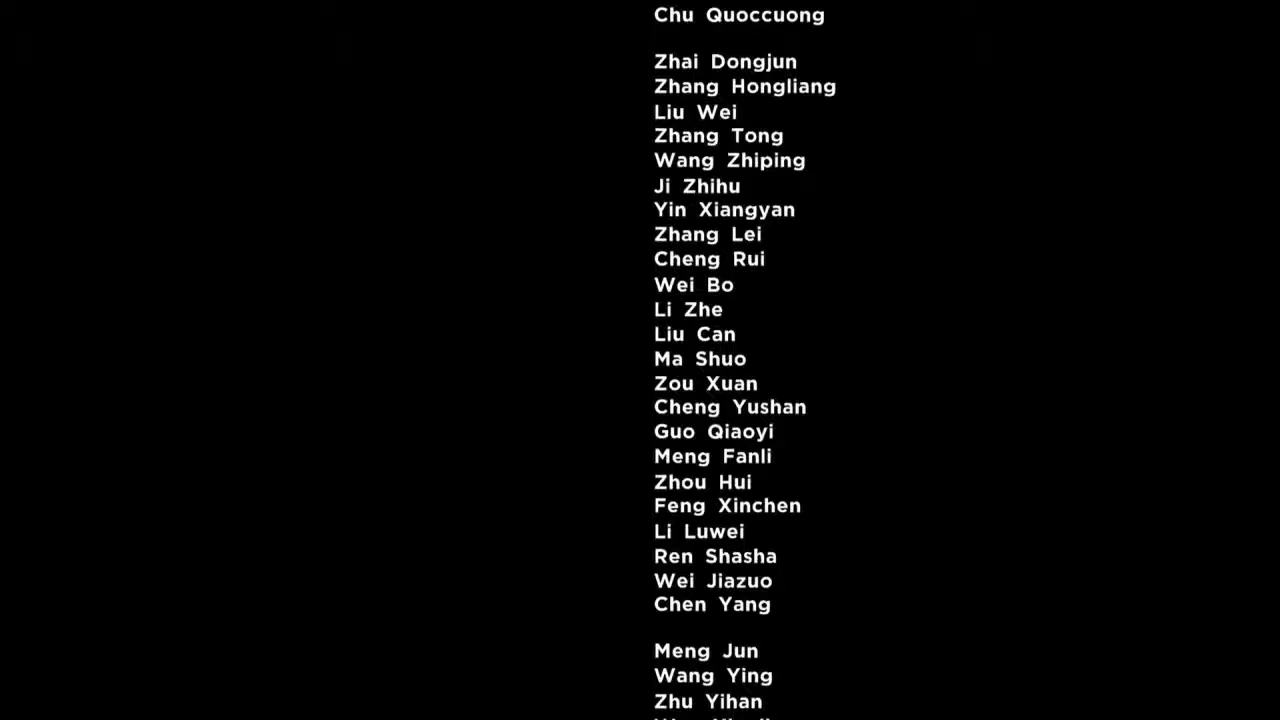 Chu Quoccuong
Zhai Dongjun
Zhang Hongliang
Liu Wei
Zhang Tong
Wang Zhiping
Ji Zhihu
Yin Xiangyan
Zhang Lei
Cheng Rui
Wei Bo
Li Zhe
Liu Can
Ma Shuo
Zou Xuan
Cheng Yushan
Guo Qiaoyi
Meng Fanli
Zhou Hui
Feng Xinchen
Li Luwei
Ren Shasha
Wei Jiazuo
Chen Yang
Meng Jun
Wang Ying
Zhu Yihan